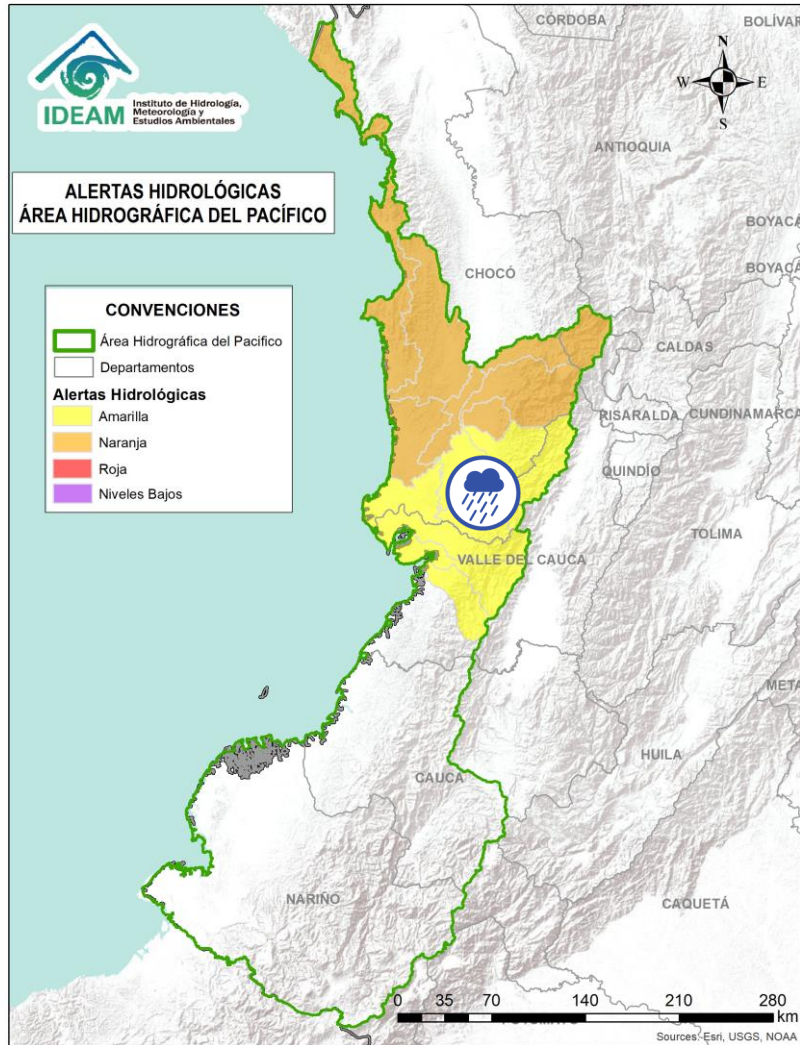 CÓRDOBA
BOLÍVAR
IDEAM
Instituto de Hidrología,
Meteorología y
Estudios Ambientales
N
W
E
S
ANTIOQUIA
ALERTAS HIDROLÓGICAS
ÁREA HIDROGRÁFICA DEL PACÍFICO
BOYACÁ
BOYACÁ
CHOCÓ
CONVENCIONES
Área Hidrográfica del Pacifico
Departamentos
Alertas Hidrológicas
Amarilla
Naranja
Roja
Niveles Bajos
CALDAS
RISARALDA
CUNDINAMARCA
QUINDÍO
TOLIMA
VALLE DEL CAUCA
META
HUILA
CAUCA
NARIÑO
CAQUETÁ
0 35 70 140 210 280
km
Sources: Esri, USGS, NOAA